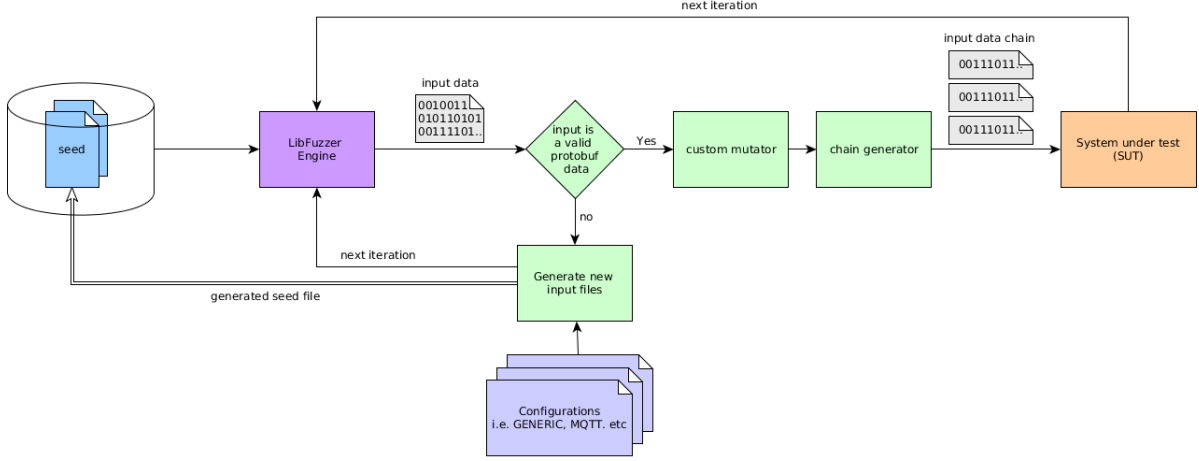 next iteration
input data chain
00111011..
00111011..
00111011..
input data
0010011
010110101
00111101..
seed
LibFuzzer
Engine
input is
a valid
protobuf
data
Yes
custom mutator
chain generator
System under test
(SUT)
no
next iteration
generated seed file
Generate new
input files
Configurations
i.e. GENERIC, MQTT. etc